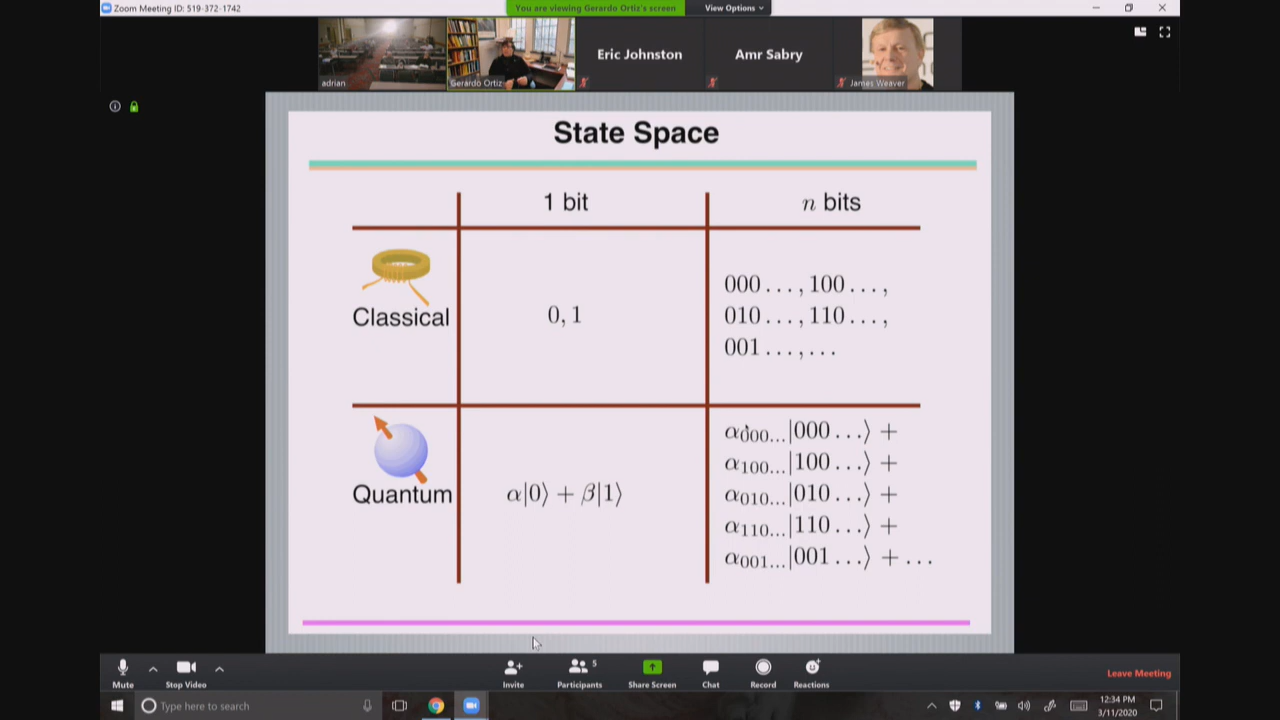 Zoom Meeting ID: 519-372-1742
You are viewing Gerardo Ortiz's screen
View Options
adrian
Gerardo Ortiz
Eric Johnston
Amr Sabry
James Weaver
State Space
1 bit
n bits
Classical
0, 1
000 . . . , 100 . . . ,
010 . . . , 110 . . . ,
001 . . . , . . .
Quantum
α|0⟩ + β|1⟩
α000...|000 . . .⟩ +
α100...|100 . . .⟩ +
α010...|010 . . .⟩ +
α110...|110 . . .⟩ +
α001...|001 . . .⟩ + . . .
Mute
Stop Video
Invite
5
Participants
Share Screen
Chat
Record
Reactions
Leave Meeting
Type here to search
12:34 PM
3/11/2020